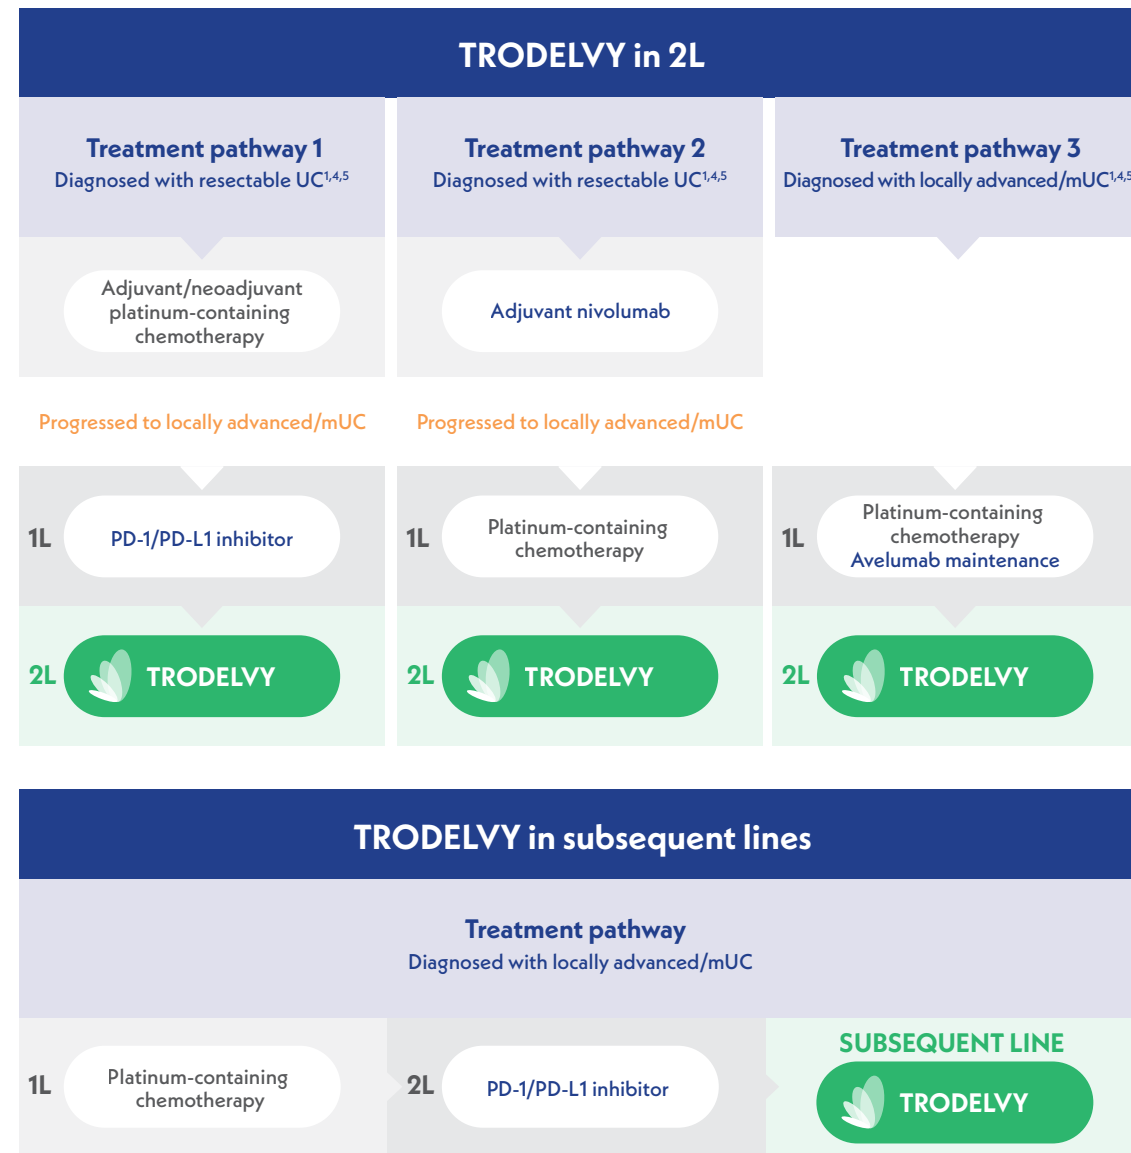 TRODELVY in 2L
Treatment pathway 1
Diagnosed with resectable UC1,4,5
Adjuvant/neoadjuvant
platinum-containing
chemotherapy
Progressed to locally advanced/mUC
1L
PD-1/PD-L1 inhibitor
2L
TRODELVY
Treatment pathway 2
Diagnosed with resectable UC1,4,5
Adjuvant nivolumab
Progressed to locally advanced/mUC
1L
Platinum-containing
chemotherapy
2L
TRODELVY
Treatment pathway 3
Diagnosed with locally advanced/mUC1,4,5
1L
Platinum-containing
chemotherapy
Avelumab maintenance
2L
TRODELVY
TRODELVY in subsequent lines
Treatment pathway
Diagnosed with locally advanced/mUC
1L
Platinum-containing
chemotherapy
2L
PD-1/PD-L1 inhibitor
SUBSEQUENT LINE
TRODELVY